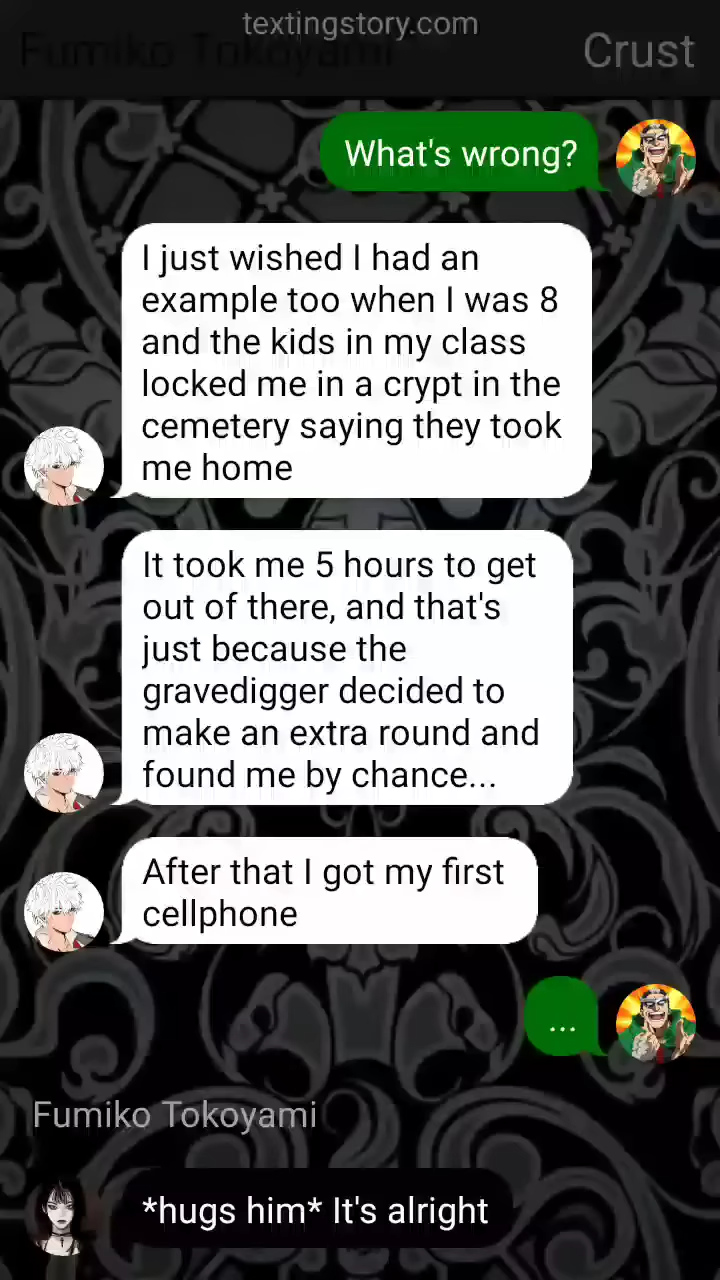 textingstory.com
Fumiko Tokoyami
Crust
What's wrong?
I just wished I had an
example too when I was 8
and the kids in my class
locked me in a crypt in the
cemetery saying they took
me home
It took me 5 hours to get
out of there, and that's
just because the
gravedigger decided to
make an extra round and
found me by chance...
After that I got my first
cellphone
...
Fumiko Tokoyami
*hugs him* It's alright